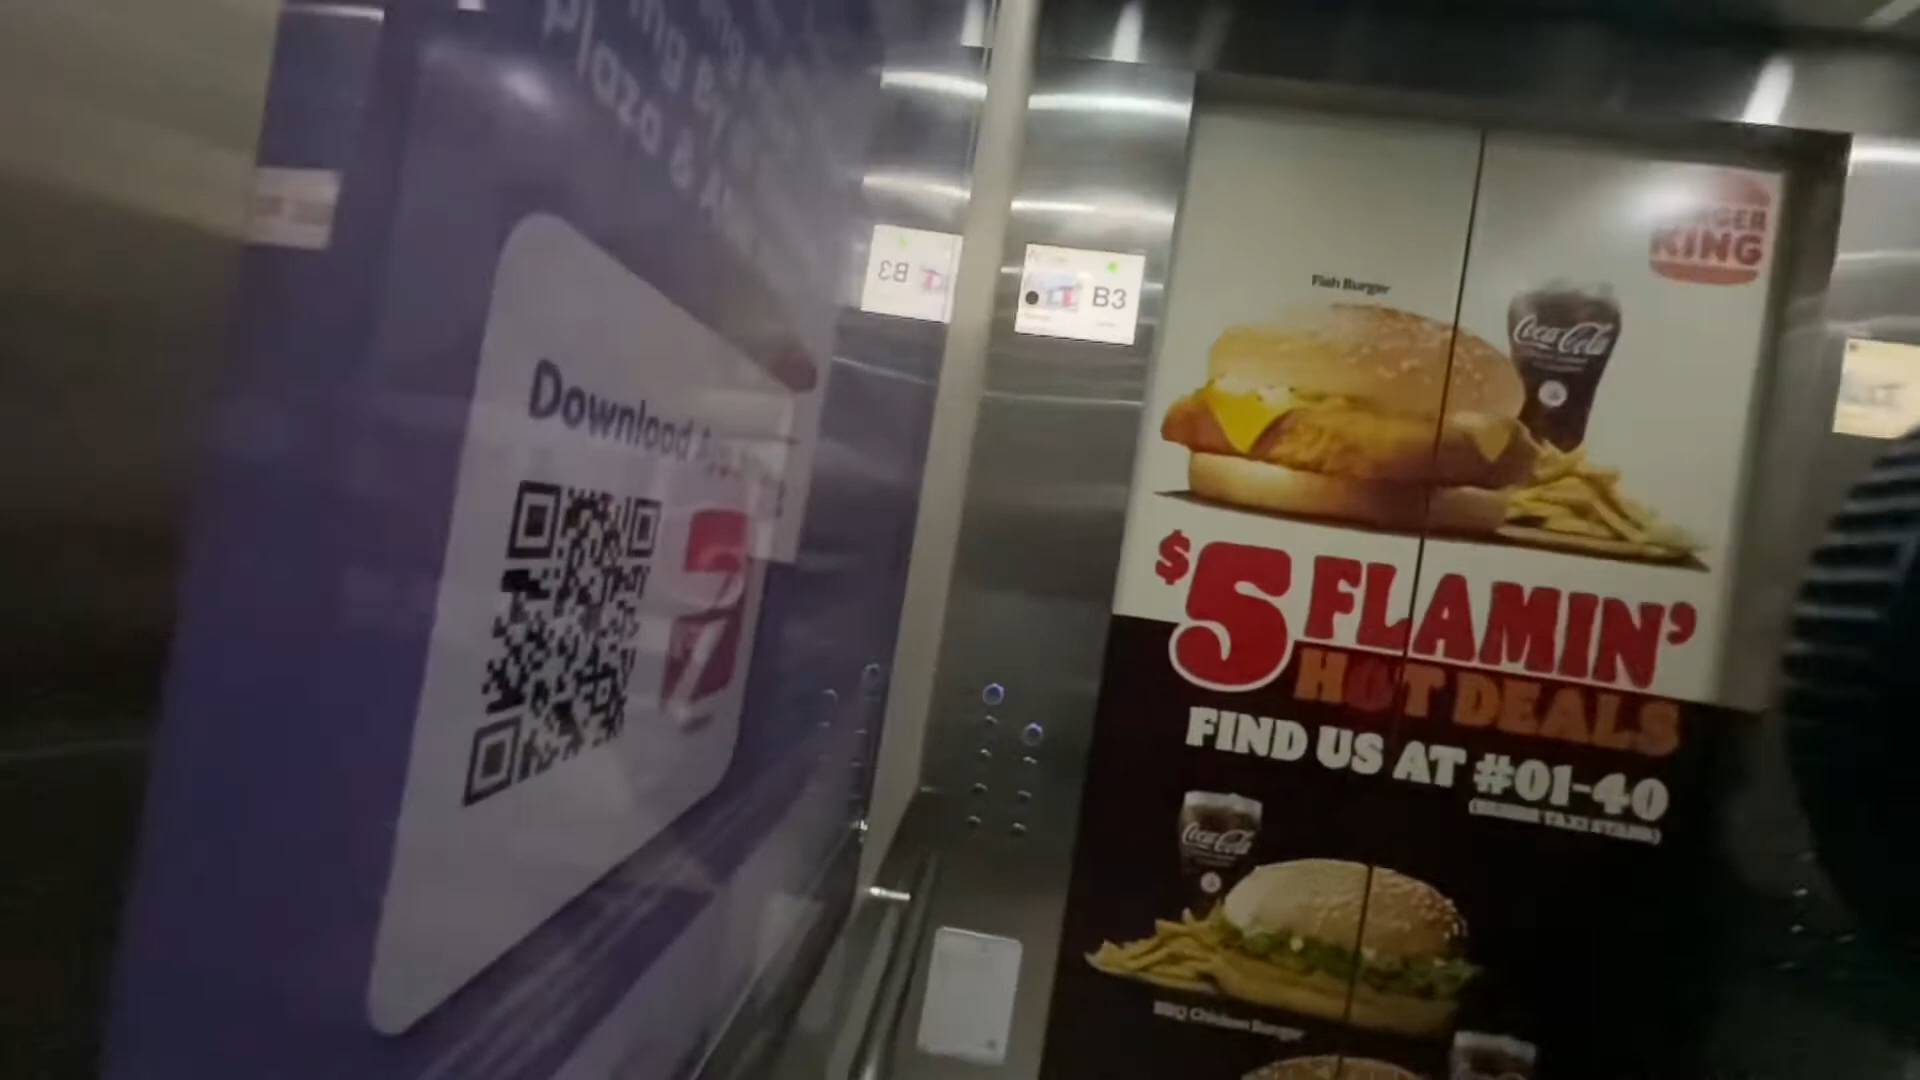 Plaza &
Download
B3
BURGER
KING
Fish Burger
Coca-Cola
$5 FLAMIN'
HOT DEALS
FIND US AT #01-40
Coca-Cola
BBQ Chicken Burger